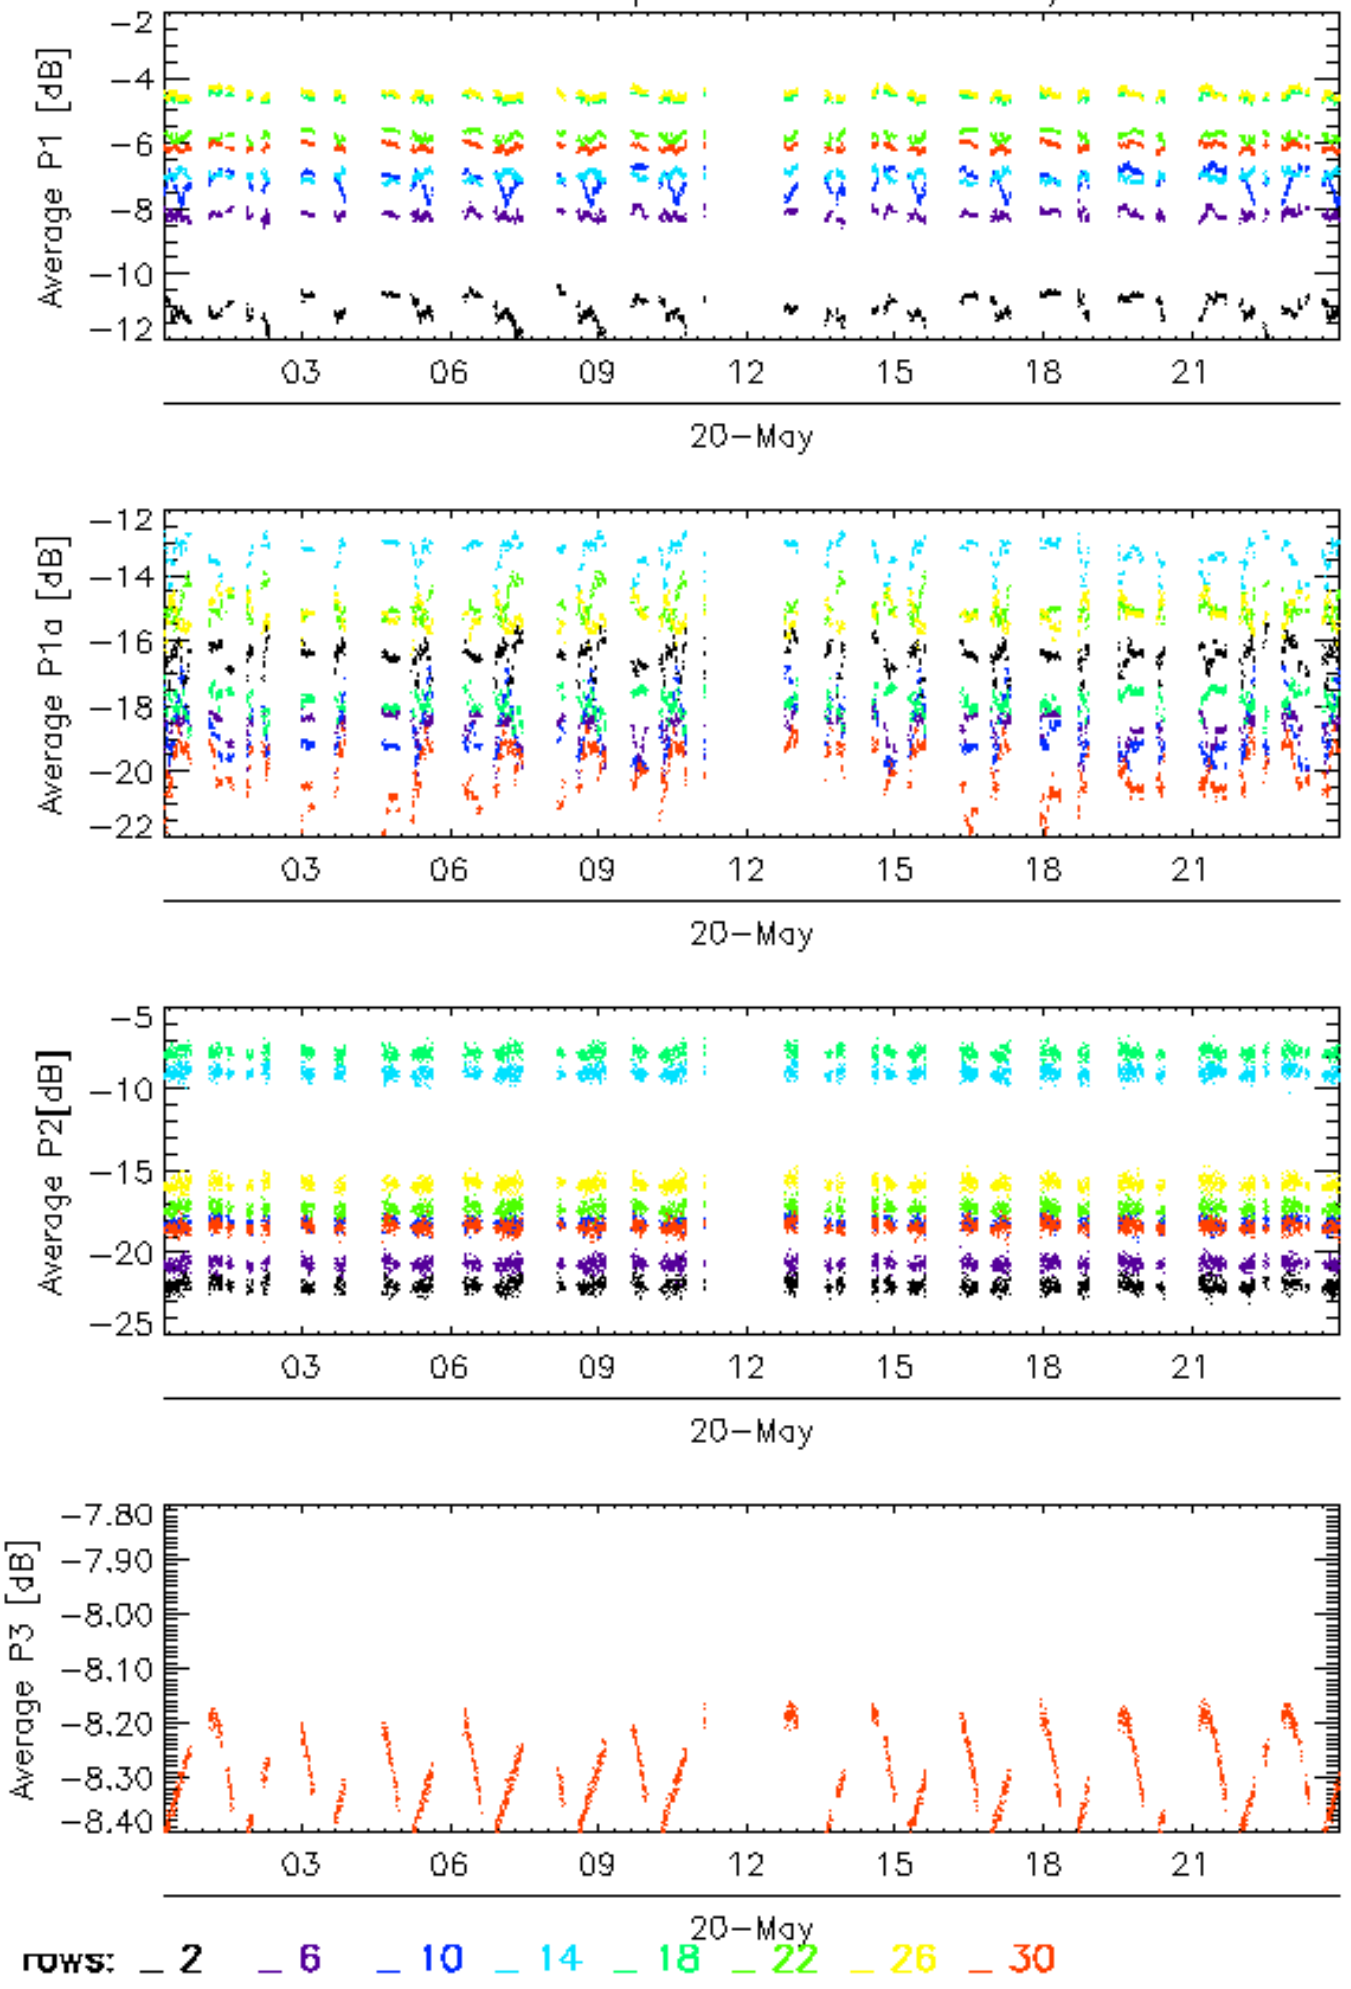 Average P1 [dB]
-2
-4
-6
-8
-10
-12
03 06 09 12 15 18 21
20-May
Average P1a [dB]
-12
-14
-16
-18
-20
-22
03 06 09 12 15 18 21
20-May
Average P2[dB]
-5
-10
-15
-20
-25
03 06 09 12 15 18 21
20-May
Average P3 [dB]
-7.80
-7.90
-8.00
-8.10
-8.20
-8.30
-8.40
03 06 09 12 15 18 21
20-May
rows: _ 2 _ 6 _ 10 _ 14 _ 18 _ 22 _ 26 _ 30